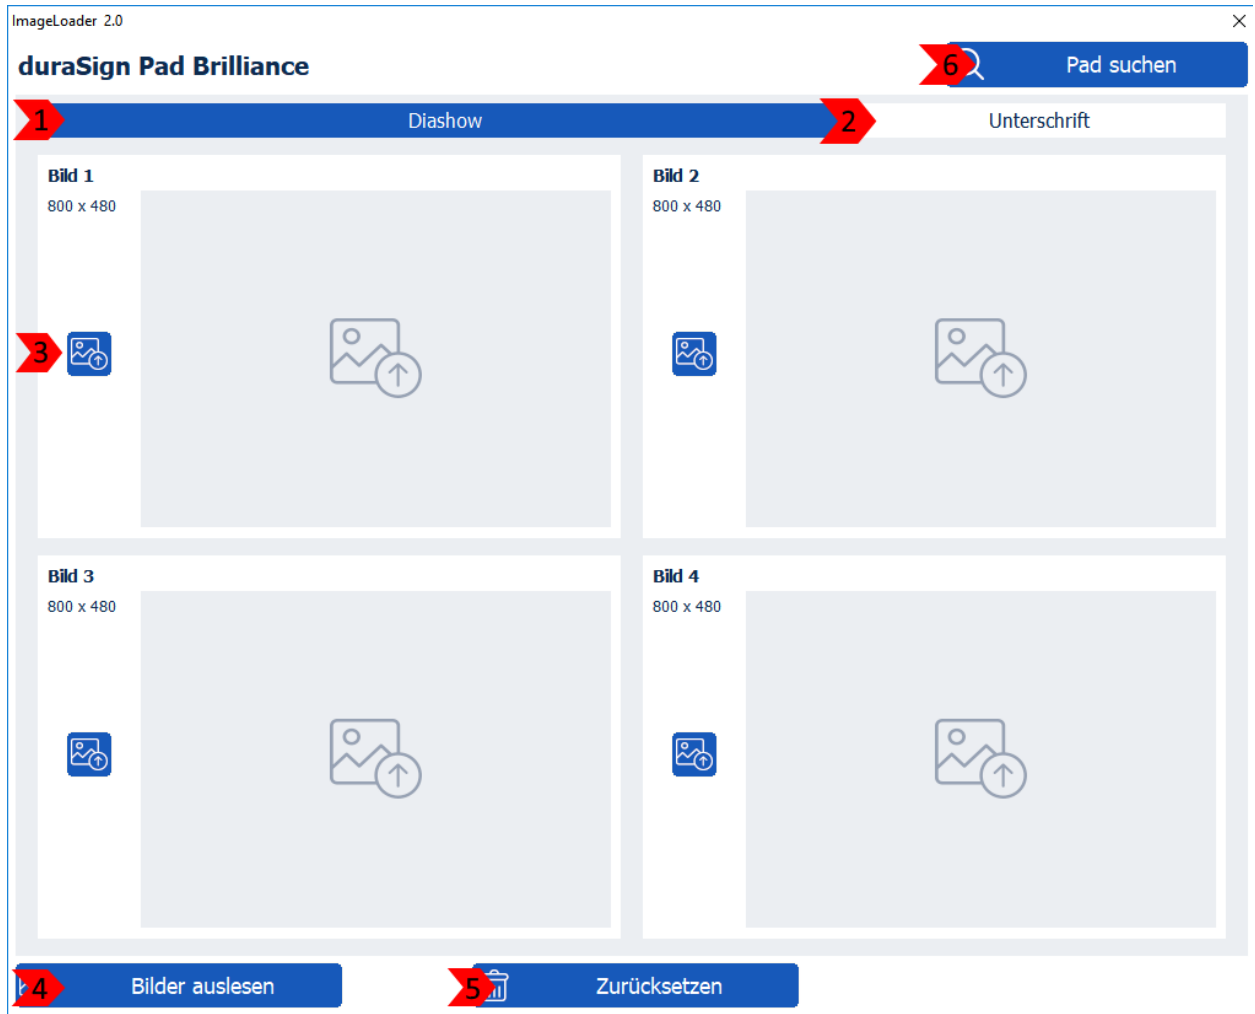 ImageLoader 2.0
duraSign Pad Brilliance
6 Pad suchen
1 Diashow
2 Unterschrift
Bild 1
800 x 480
Bild 2
800 x 480
3
Bild 3
800 x 480
Bild 4
800 x 480
4 Bilder auslesen
5 Zurücksetzen